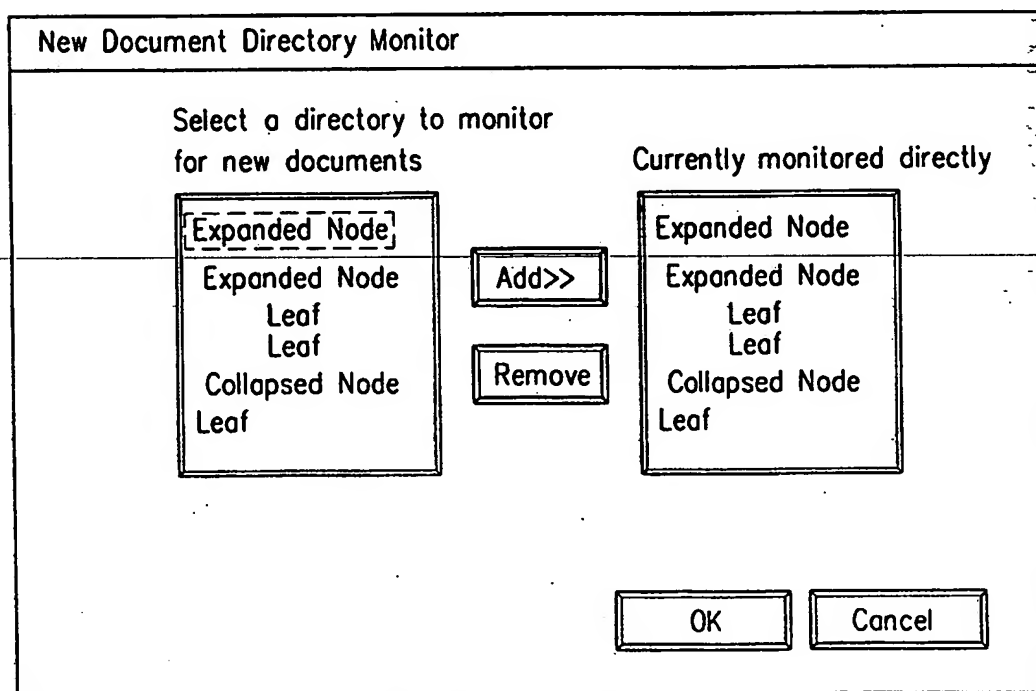 New Document Directory Monitor
Select a directory to monitor
for new documents
Currently monitored directly
Expanded Node
Expanded Node
Leaf
Leaf
Collapsed Node
Leaf
Add>>
Remove
Expanded Node
Expanded Node
Leaf
Leaf
Collapsed Node
Leaf
OK
Cancel